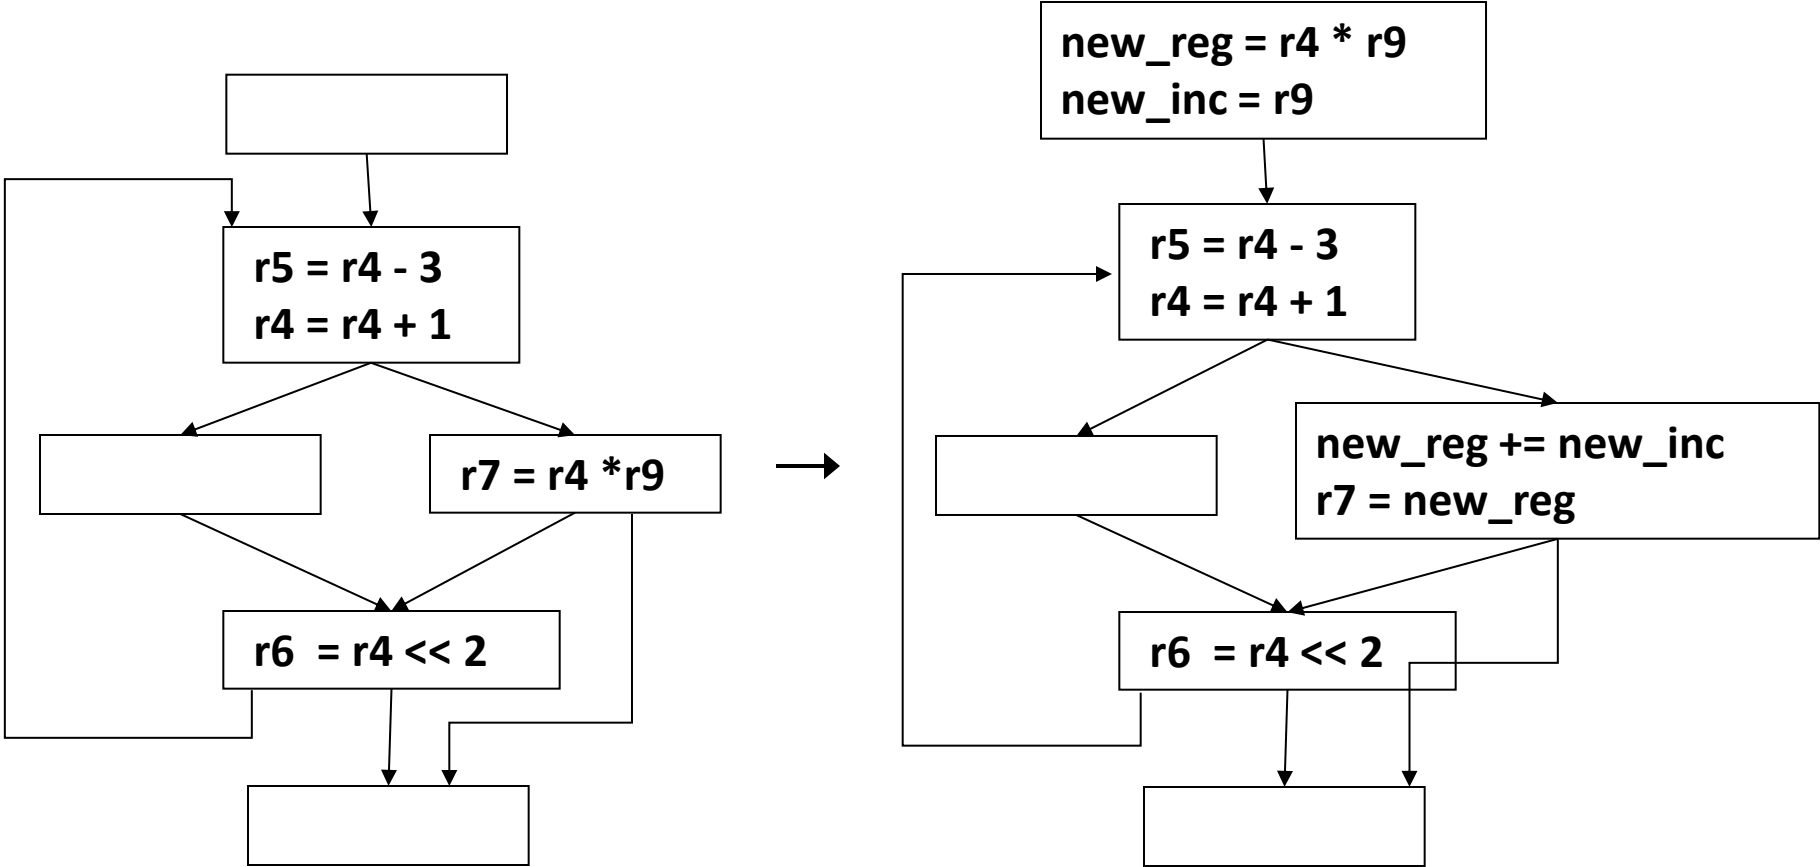 r5 = r4 - 3
r4 = r4 + 1
r7 = r4 *r9
r6 = r4 << 2
new_reg = r4 * r9
new_inc = r9
r5 = r4 - 3
r4 = r4 + 1
new_reg += new_inc
r7 = new_reg
r6 = r4 << 2